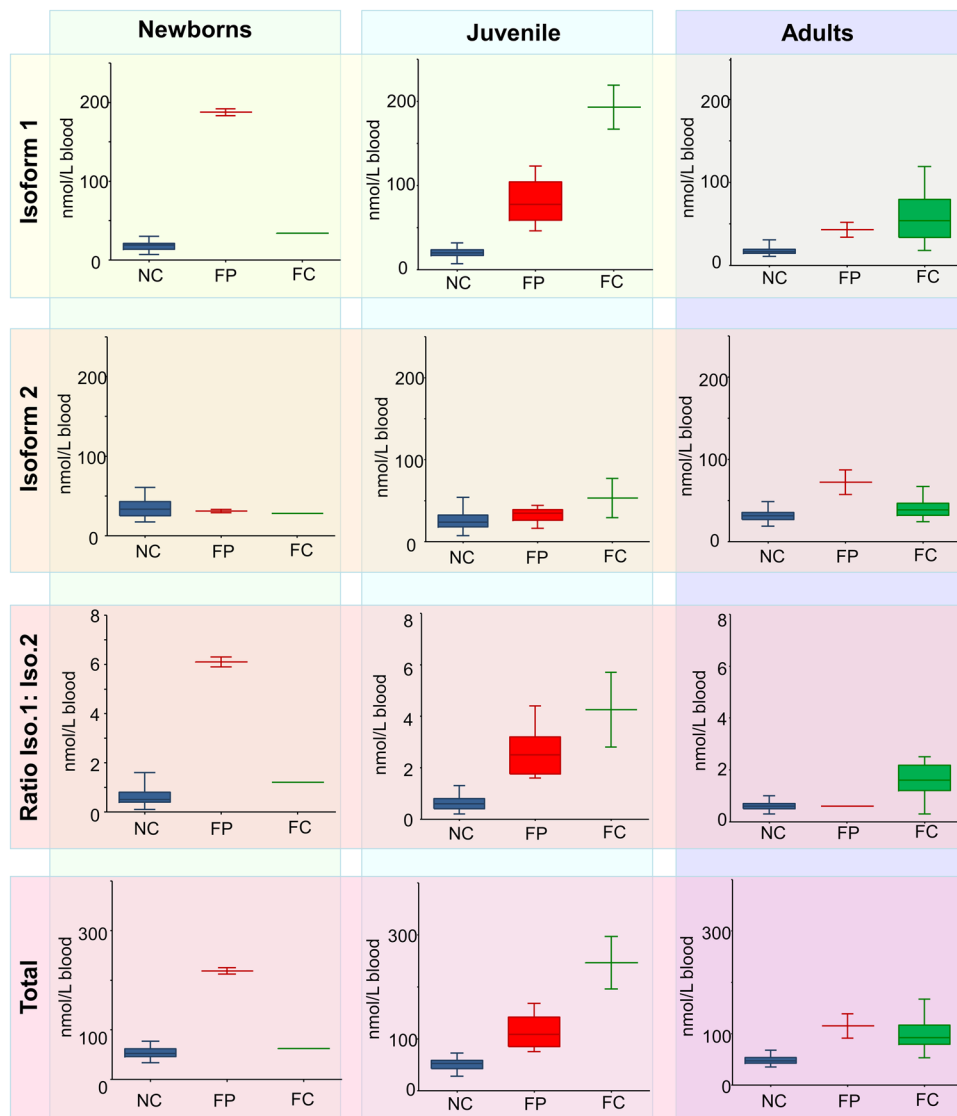 Newborns
Juvenile
Adults
Isoform 1
nmol/L blood
200
100
0
NC FP FC
nmol/L blood
200
100
0
NC FP FC
nmol/L blood
200
100
0
NC FP FC
Isoform 2
nmol/L blood
200
100
0
NC FP FC
nmol/L blood
200
100
0
NC FP FC
nmol/L blood
200
100
0
NC FP FC
Ratio Iso.1: Iso.2
nmol/L blood
8
6
4
2
0
NC FP FC
nmol/L blood
8
6
4
2
0
NC FP FC
nmol/L blood
8
6
4
2
0
NC FP FC
Total
nmol/L blood
300
100
0
NC FP FC
nmol/L blood
300
100
0
NC FP FC
nmol/L blood
300
100
0
NC FP FC